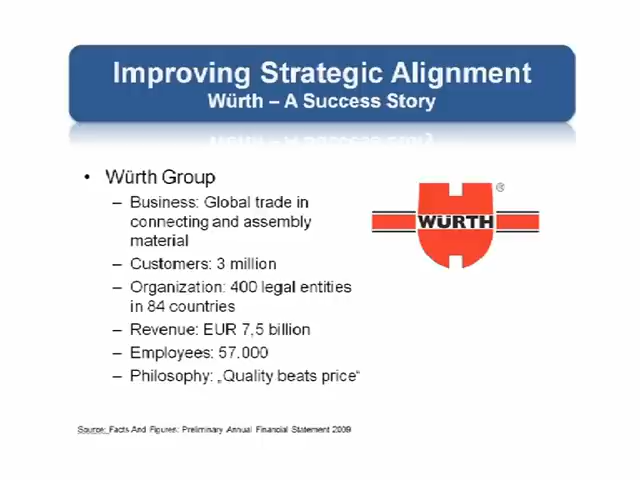 Improving Strategic Alignment
Würth – A Success Story
• Würth Group
– Business: Global trade in
connecting and assembly
material
– Customers: 3 million
– Organization: 400 legal entities
in 84 countries
– Revenue: EUR 7,5 billion
– Employees: 57.000
– Philosophy: „Quality beats price“
WÜRTH ®
Source: Facts And Figures: Preliminary Annual Financial Statement 2009